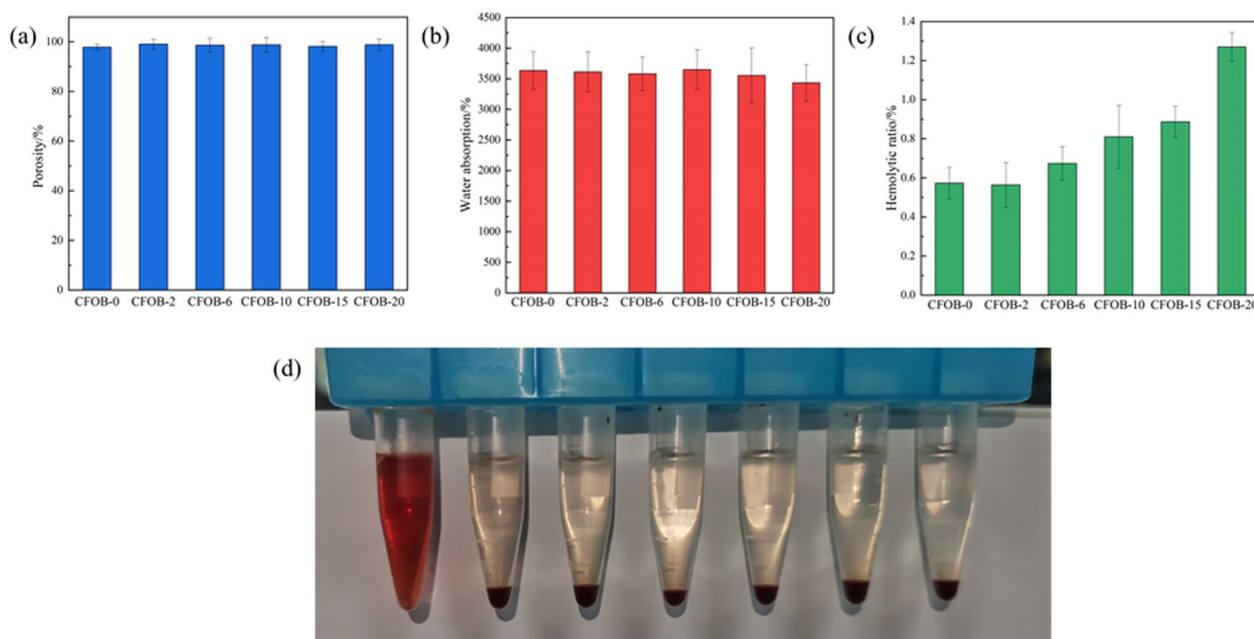 (a)
Porosity/%
100
80
60
40
20
0
CFOB-0 CFOB-2 CFOB-6 CFOB-10 CFOB-15 CFOB-20
(b)
Water absorption/%
4500
4000
3500
3000
2500
2000
1500
1000
500
0
CFOB-0 CFOB-2 CFOB-6 CFOB-10 CFOB-15 CFOB-20
(c)
Hemolytic ratio/%
1.4
1.2
1.0
0.8
0.6
0.4
0.2
0.0
CFOB-0 CFOB-2 CFOB-6 CFOB-10 CFOB-15 CFOB-20
(d)